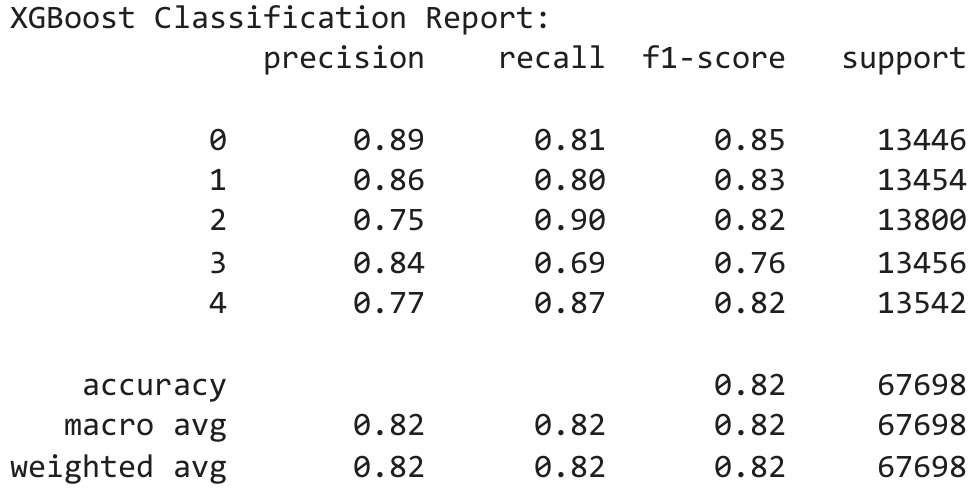 XGBoost Classification Report:
precision recall f1-score support
0 0.89 0.81 0.85 13446
1 0.86 0.80 0.83 13454
2 0.75 0.90 0.82 13800
3 0.84 0.69 0.76 13456
4 0.77 0.87 0.82 13542
accuracy 0.82 67698
macro avg 0.82 0.82 0.82 67698
weighted avg 0.82 0.82 0.82 67698